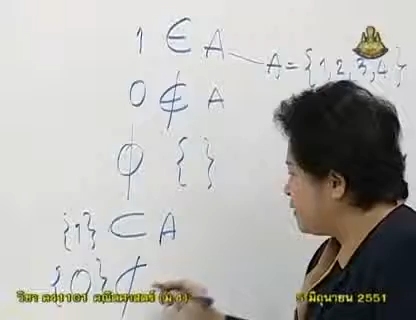 1 ∈ A
A = {1, 2, 3, 4}
0 ∉ A
∅ { }
{1} ⊂ A
{0} ⊄
วิชา ค41101 คณิตศาสตร์ (ม.4) 5 มิถุนายน 2551